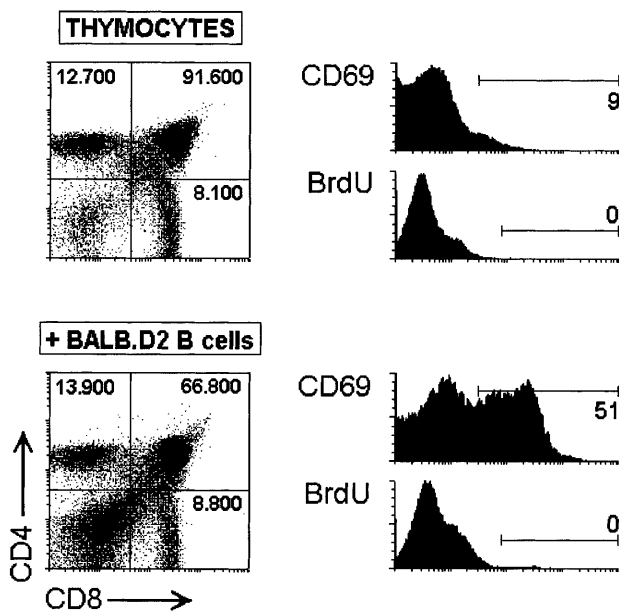 THYMOCYTES
12.700 91.600
8.100
CD69
9
BrdU
0
+ BALB.D2 B cells
13.900 66.800
8.800
CD69
51
BrdU
0
CD4
CD8